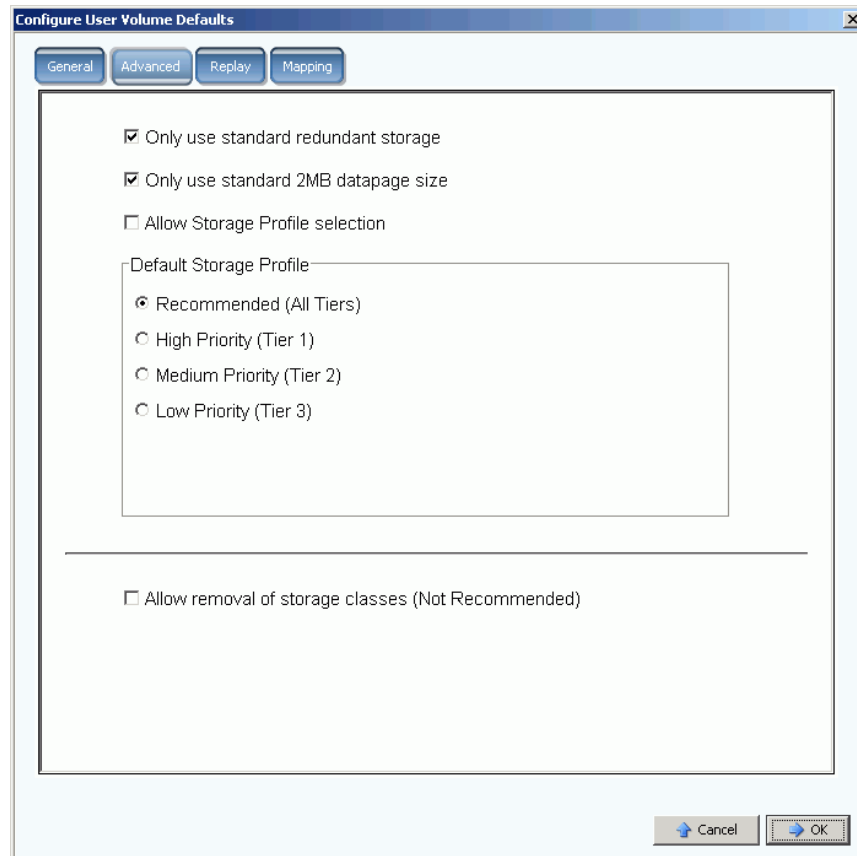 Configure User Volume Defaults
General Advanced Replay Mapping
Only use standard redundant storage
Only use standard 2MB datapage size
Allow Storage Profile selection
Default Storage Profile
Recommended (All Tiers)
High Priority (Tier 1)
Medium Priority (Tier 2)
Low Priority (Tier 3)
Allow removal of storage classes (Not Recommended)
Cancel OK